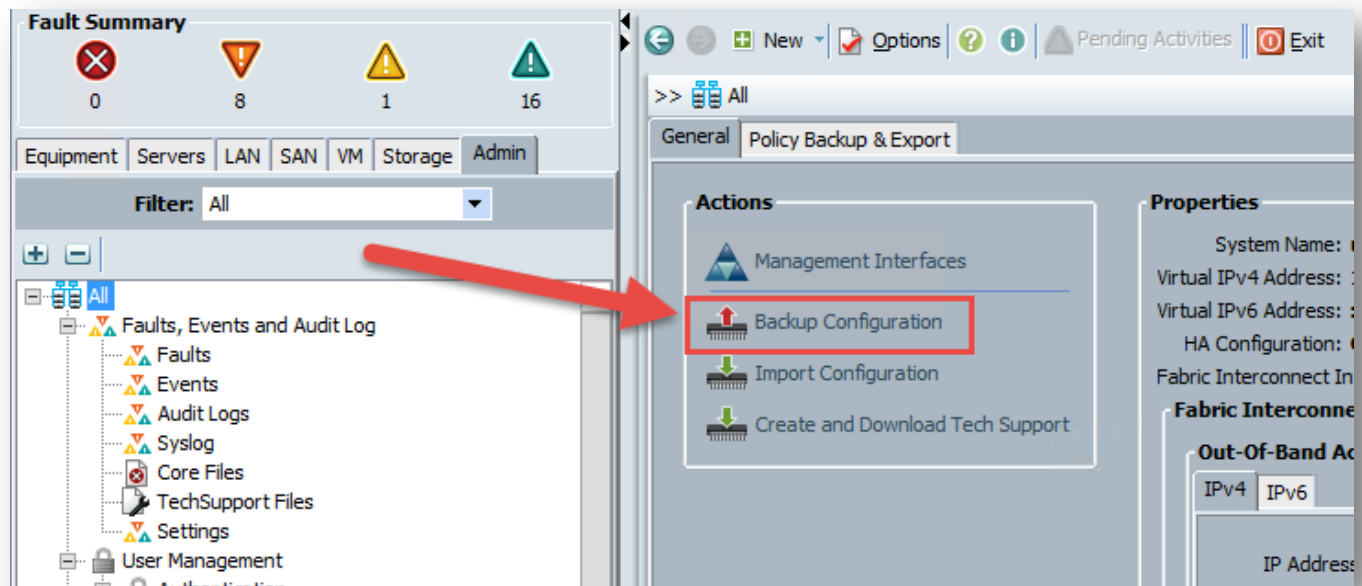 Fault Summary
0 8 1 16
Equipment Servers LAN SAN VM Storage Admin
Filter: All
All
Faults, Events and Audit Log
Faults
Events
Audit Logs
Syslog
Core Files
TechSupport Files
Settings
User Management
New Options ? i Pending Activities Exit
>> All
General Policy Backup & Export
Actions
Management Interfaces
Backup Configuration
Import Configuration
Create and Download Tech Support
Properties
System Name:
Virtual IPv4 Address:
Virtual IPv6 Address: :
HA Configuration:
Fabric Interconnect In
Fabric Interconne
Out-Of-Band Ac
IPv4 IPv6
IP Address